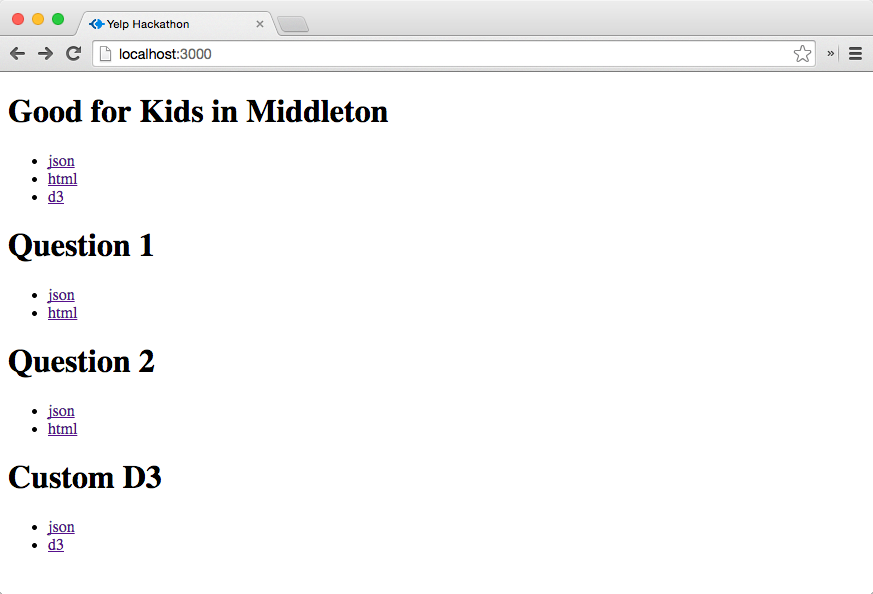 Yelp Hackathon
localhost:3000
Good for Kids in Middleton
json
html
d3
Question 1
json
html
Question 2
json
html
Custom D3
json
d3